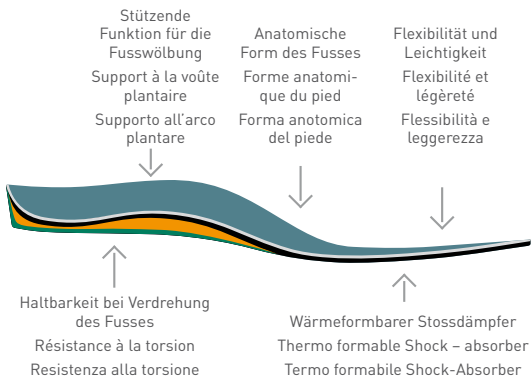 Stützende
Funktion für die
Fusswölbung
Support à la voûte
plantaire
Supporto all'arco
plantare
Anatomische
Form des Fusses
Forme anatomi-
que du pied
Forma anotomica
del piede
Flexibilität und
Leichtigkeit
Flexibilité et
légèreté
Flessibilità e
leggerezza
Haltbarkeit bei Verdrehung
des Fusses
Résistance à la torsion
Resistenza alla torsione
Wärmeformbarer Stossdämpfer
Thermo formable Shock – absorber
Termo formabile Shock-Absorber